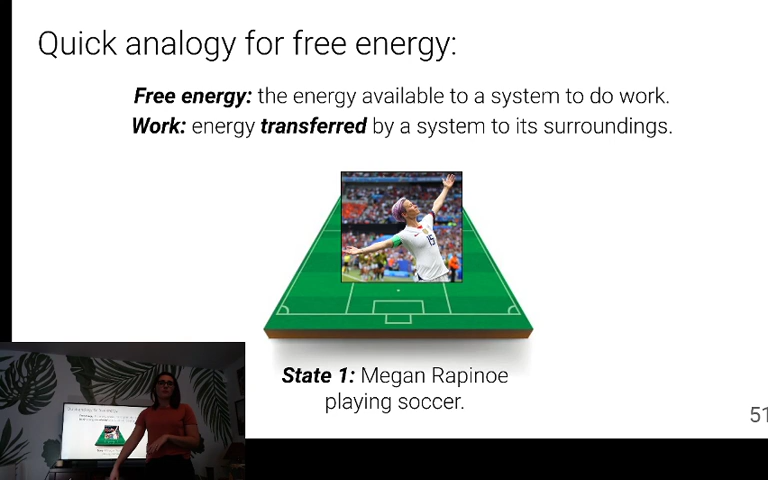 Quick analogy for free energy:
Free energy: the energy available to a system to do work.
Work: energy transferred by a system to its surroundings.
15
State 1: Megan Rapinoe
playing soccer.
51